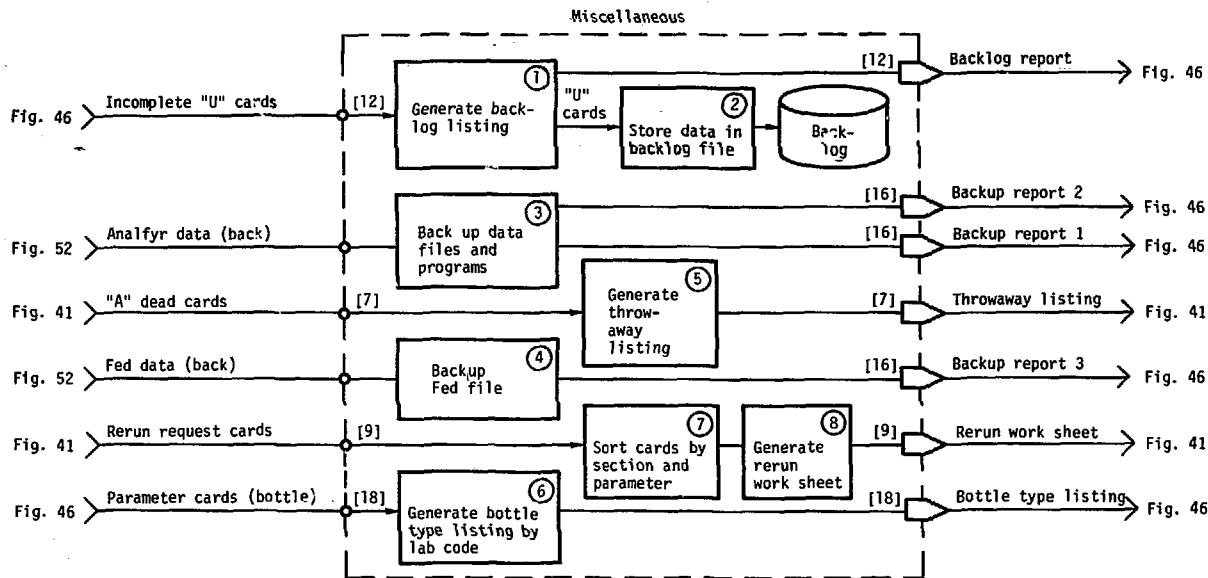 Miscellaneous
Fig. 46
Incomplete "U" cards
[12]
1
Generate back-
log listing
"U"
cards
2
Store data in
backlog file
Back-
log
[12]
Backlog report
Fig. 46
3
Back up data
files and
programs
[16]
Backup report 2
Fig. 46
Fig. 52
Analfyr data (back)
[16]
Backup report 1
Fig. 46
Fig. 41
"A" dead cards
[7]
5
Generate
throw-
away
listing
[7]
Throwaway listing
Fig. 41
Fig. 52
Fed data (back)
4
Backup
Fed file
[16]
Backup report 3
Fig. 46
Fig. 41
Rerun request cards
[9]
7
Sort cards by
section and
parameter
8
Generate
rerun
work sheet
[9]
Rerun work sheet
Fig. 41
Fig. 46
Parameter cards (bottle)
[18]
6
Generate bottle
type listing by
lab code
[18]
Bottle type listing
Fig. 46